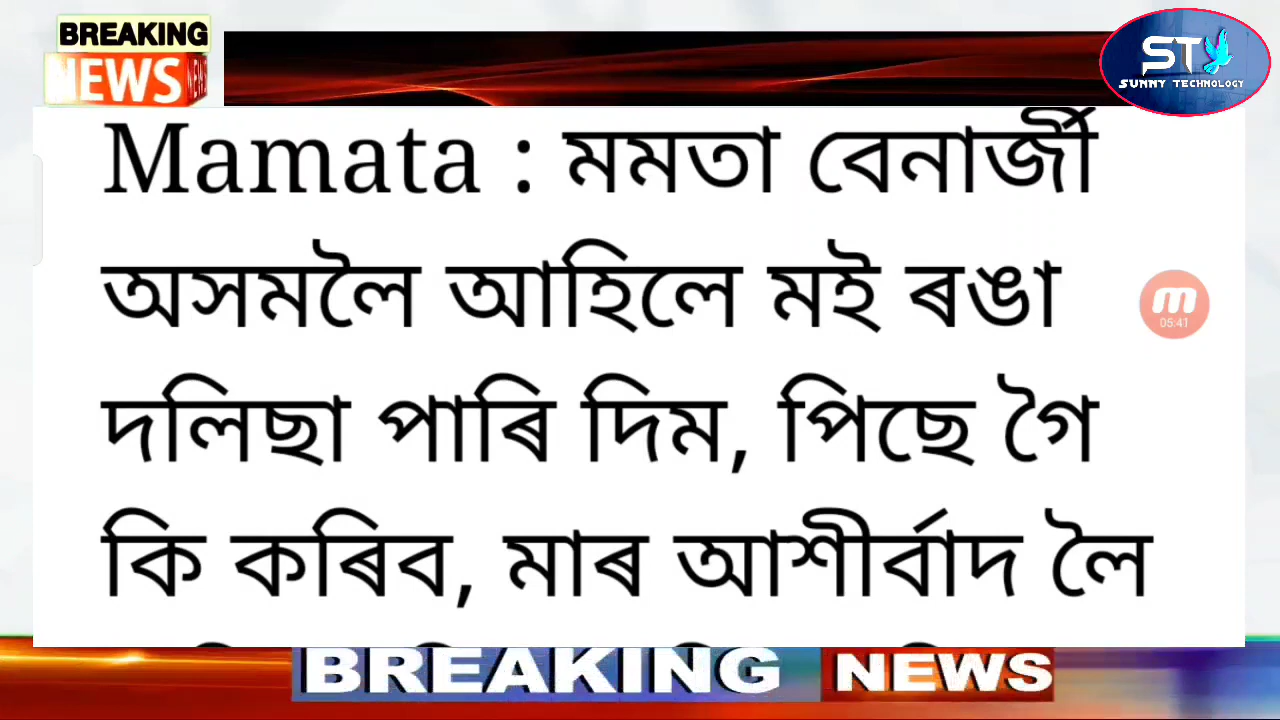 BREAKING
NEWS
ST
SUNNY TECHNOLOGY
Mamata : মমতা বেনাৰ্জী
অসমলৈ আহিলে মই ৰঙা
05:41
দলিছা পাৰি দিম, পিছে গৈ
কি কৰিব, মাৰ আশীৰ্বাদ লৈ
BREAKING NEWS